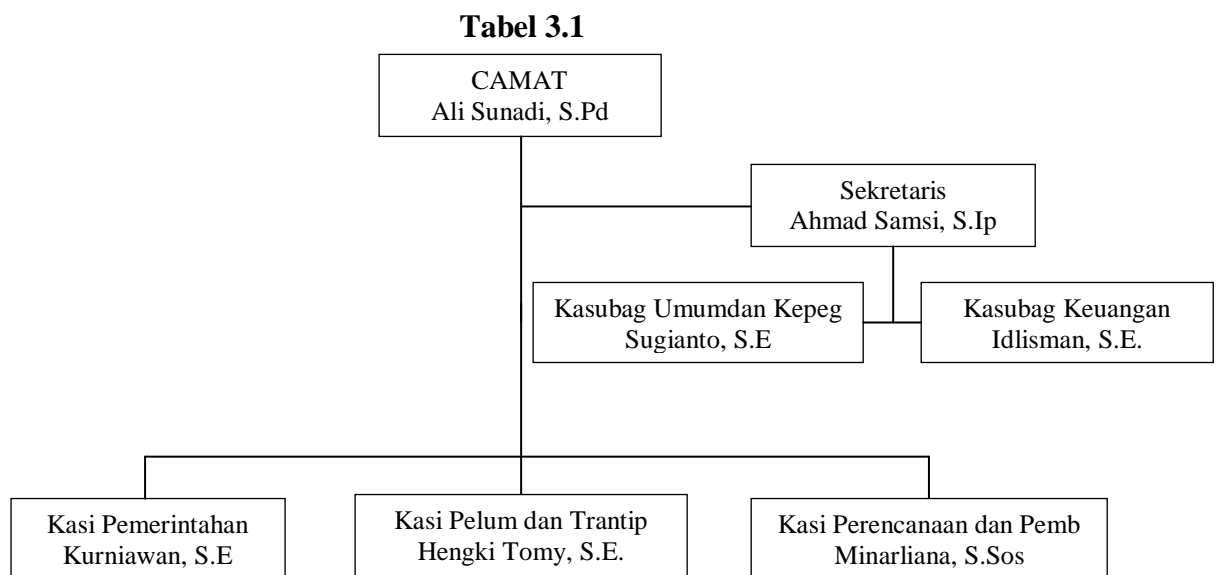 Tabel 3.1
CAMAT
Ali Sunadi, S.Pd
Sekretaris
Ahmad Samsi, S.Ip
Kasubag Umumdan Kepeg
Sugianto, S.E
Kasubag Keuangan
Idlisman, S.E.
Kasi Pemerintahan
Kurniawan, S.E
Kasi Pelum dan Trantip
Hengki Tomy, S.E.
Kasi Perencanaan dan Pemb
Minarliana, S.Sos